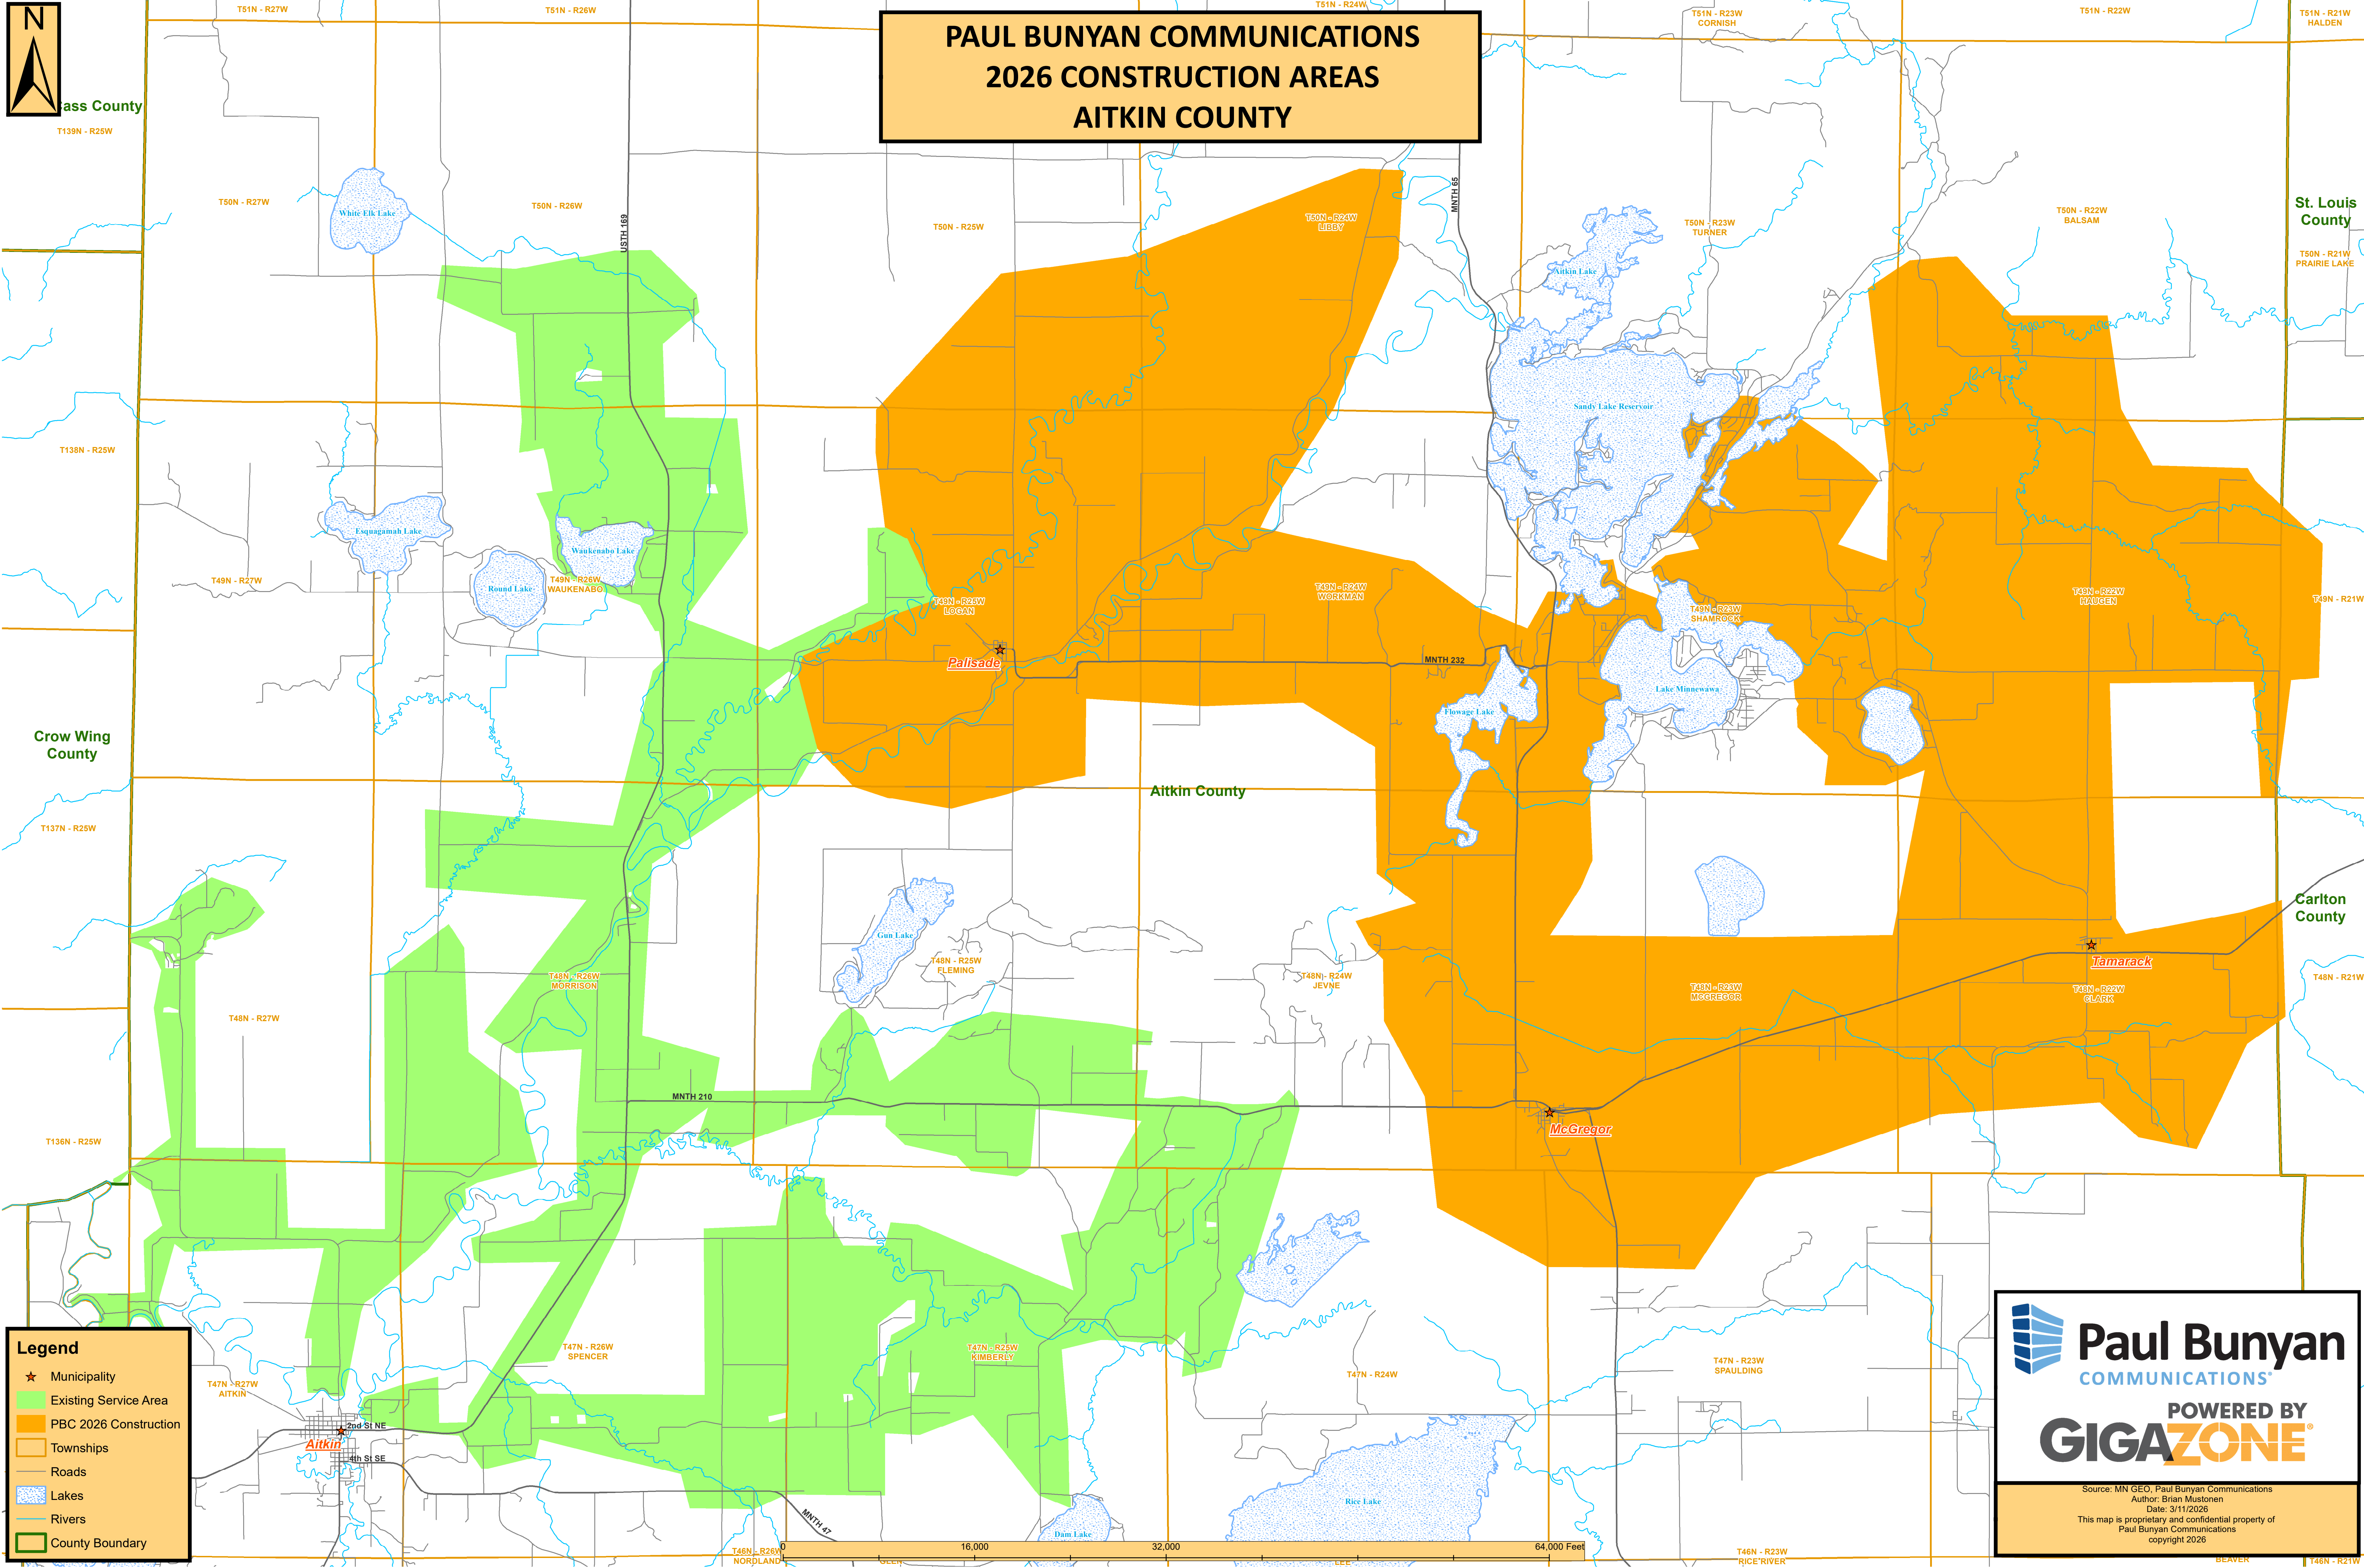 N
PAUL BUNYAN COMMUNICATIONS
2026 CONSTRUCTION AREAS
AITKIN COUNTY
T51N - R27W
T51N - R26W
T51N - R24W
T51N - R23W
CORNISH
T51N - R22W
T51N - R21W
HALDEN
ass County
T139N - R25W
T50N - R27W
White Elk Lake
T50N - R26W
USTH 169
T50N - R25W
T50N - R24W
LIBBY
MNTH 65
T50N - R23W
TURNER
Aitkin Lake
T50N - R22W
BALSAM
St. Louis
County
T50N - R21W
PRAIRIE LAKE
Sandy Lake Reservoir
T138N - R25W
Esquagamah Lake
Round Lake
Waukenabo Lake
T49N - R27W
T49N - R26W
WAUKENABO
T49N - R25W
LOGAN
T49N - R24W
WORKMAN
T49N - R23W
SHAMROCK
T49N - R22W
HAUGEN
T49N - R21W
Palisade
MNTH 232
Lake Minnewawa
Flowage Lake
Crow Wing
County
Aitkin County
T137N - R25W
Gun Lake
Carlton
County
T48N - R27W
T48N - R26W
MORRISON
T48N - R25W
FLEMING
T48N - R24W
JEVNE
T48N - R23W
MCGREGOR
Tamarack
T48N - R22W
CLARK
T48N - R21W
MNTH 210
McGregor
T136N - R25W
T47N - R27W
AITKIN
T47N - R26W
SPENCER
T47N - R25W
KIMBERLY
T47N - R24W
T47N - R23W
SPAULDING
2nd St NE
Aitkin
4th St SE
MNTH 47
Rice Lake
Dam Lake
T46N - R26W
NORDLAND
GLEN
LEE
T46N - R23W
RICE RIVER
BEAVER
T46N - R21W
0
16,000
32,000
64,000 Feet
Legend
Municipality
Existing Service Area
PBC 2026 Construction
Townships
Roads
Lakes
Rivers
County Boundary
Paul Bunyan
COMMUNICATIONS®
POWERED BY
GIGAZONE®
Source: MN GEO, Paul Bunyan Communications
Author: Brian Mustonen
Date: 3/11/2026
This map is proprietary and confidential property of
Paul Bunyan Communications
copyright 2026